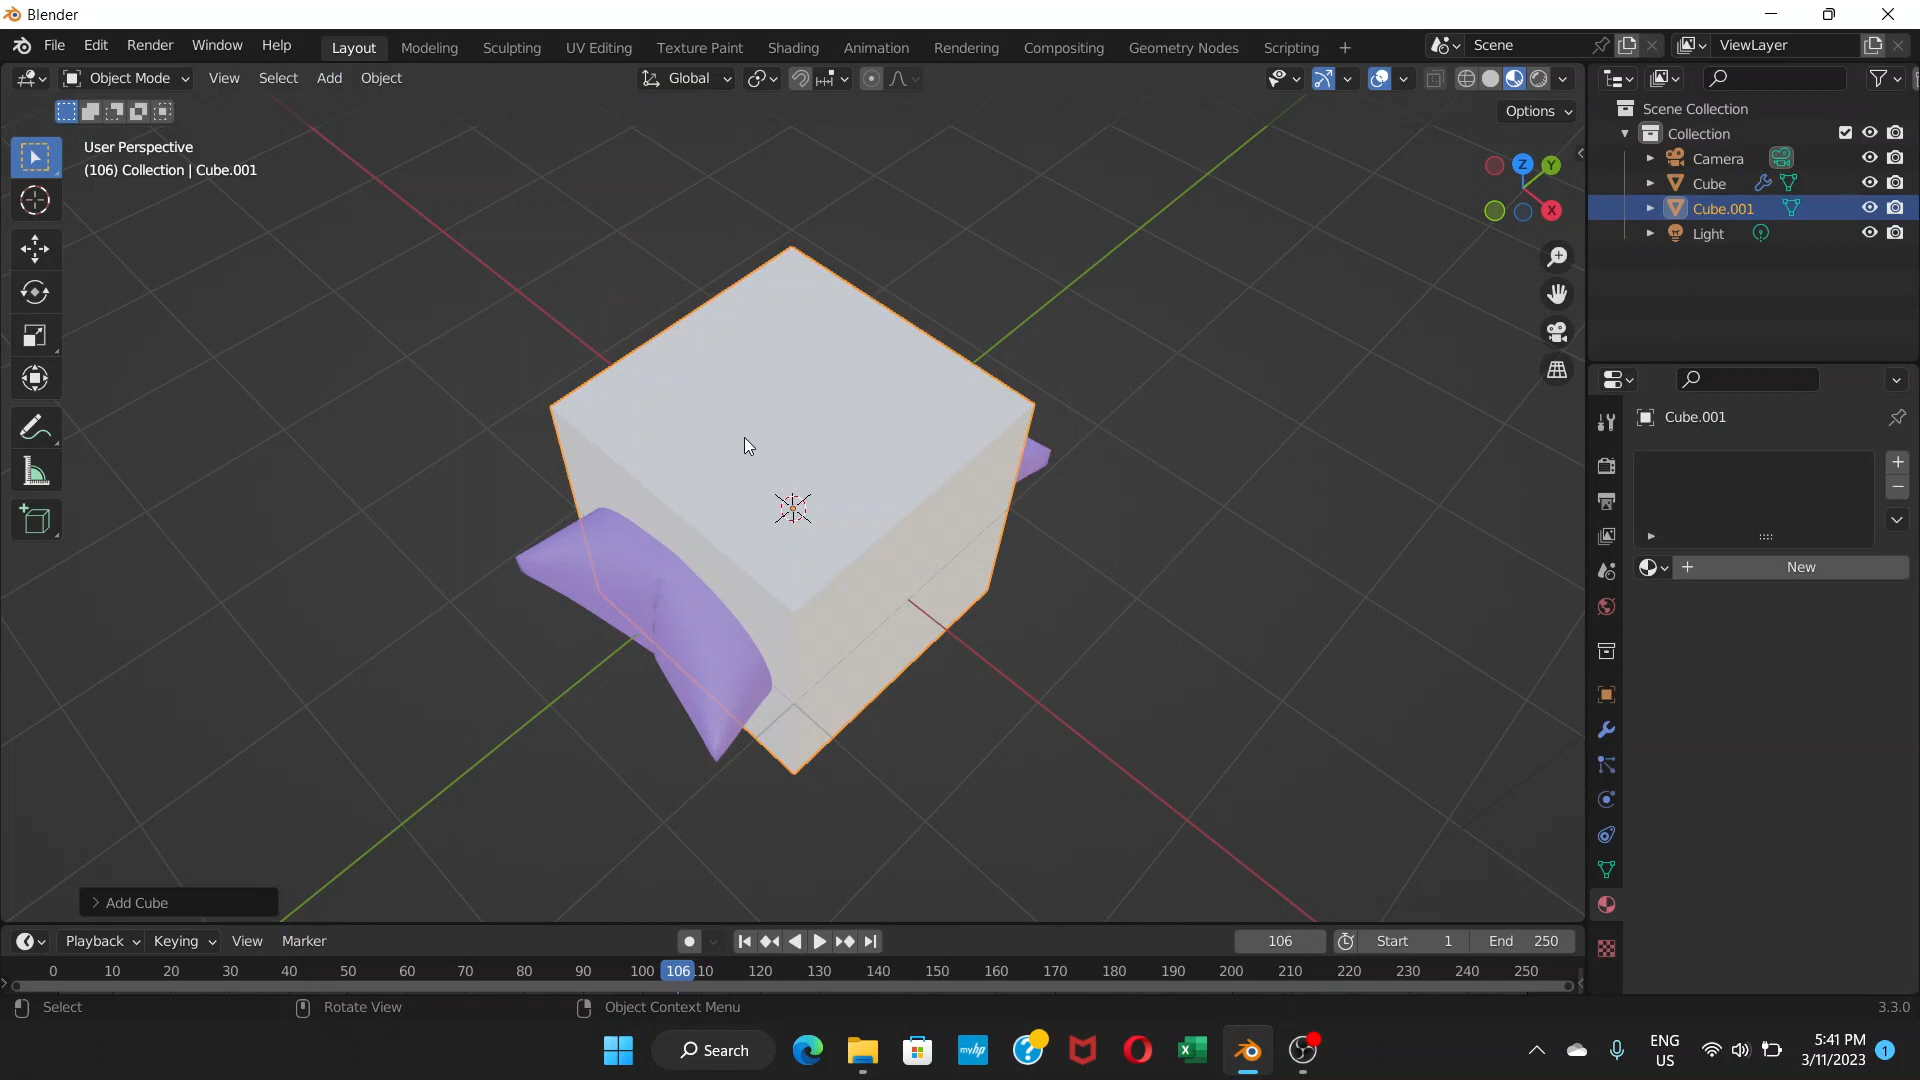 Blender
File Edit Render Window Help Layout Modeling Sculpting UV Editing Texture Paint Shading Animation Rendering Compositing Geometry Nodes Scripting + Scene ViewLayer
Object Mode View Select Add Object Global
Options
User Perspective
(106) Collection | Cube.001
Z Y X
Scene Collection
Collection
Camera
Cube
Cube.001
Light
Cube.001
New
> Add Cube
Playback Keying View Marker 106 Start 1 End 250
0 10 20 30 40 50 60 70 80 90 100 106 10 120 130 140 150 160 170 180 190 200 210 220 230 240 250
Select Rotate View Object Context Menu 3.3.0
Search myhp ENG US 5:41 PM 3/11/2023 1